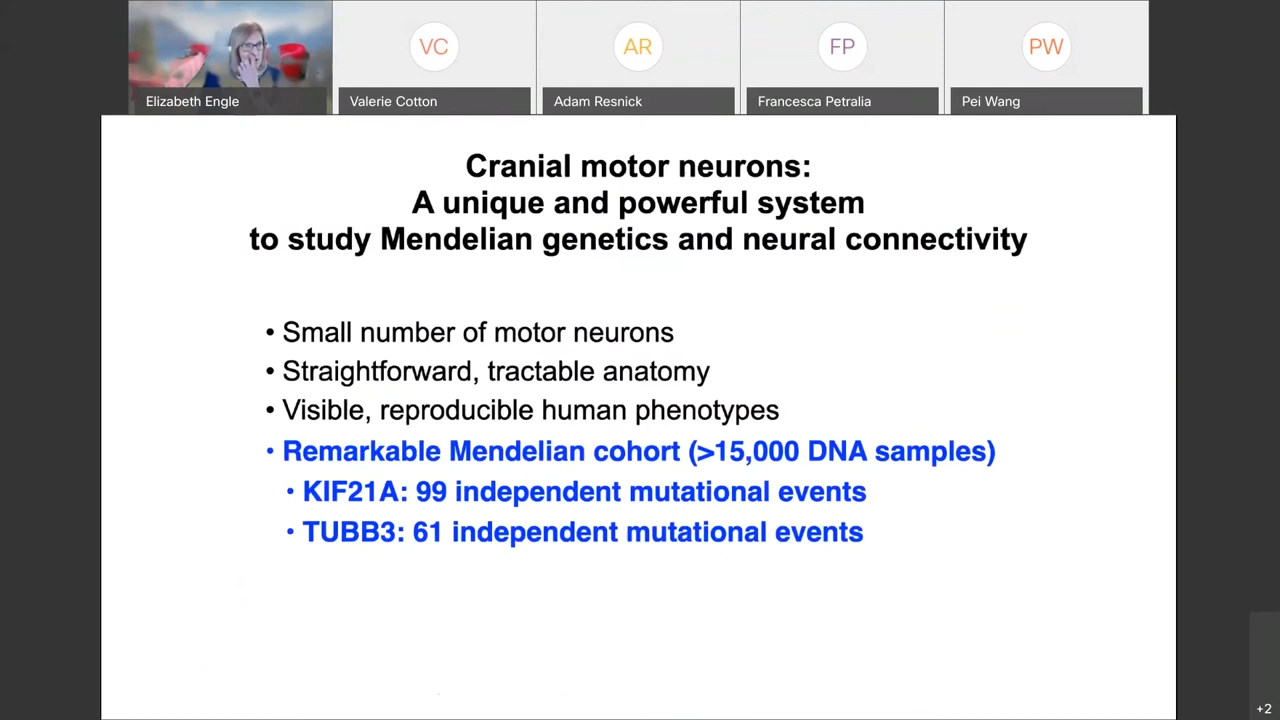 VC
AR
FP
PW
Elizabeth Engle
Valerie Cotton
Adam Resnick
Francesca Petralia
Pei Wang
Cranial motor neurons:
A unique and powerful system
to study Mendelian genetics and neural connectivity
• Small number of motor neurons
• Straightforward, tractable anatomy
• Visible, reproducible human phenotypes
• Remarkable Mendelian cohort (>15,000 DNA samples)
• KIF21A: 99 independent mutational events
• TUBB3: 61 independent mutational events
+2